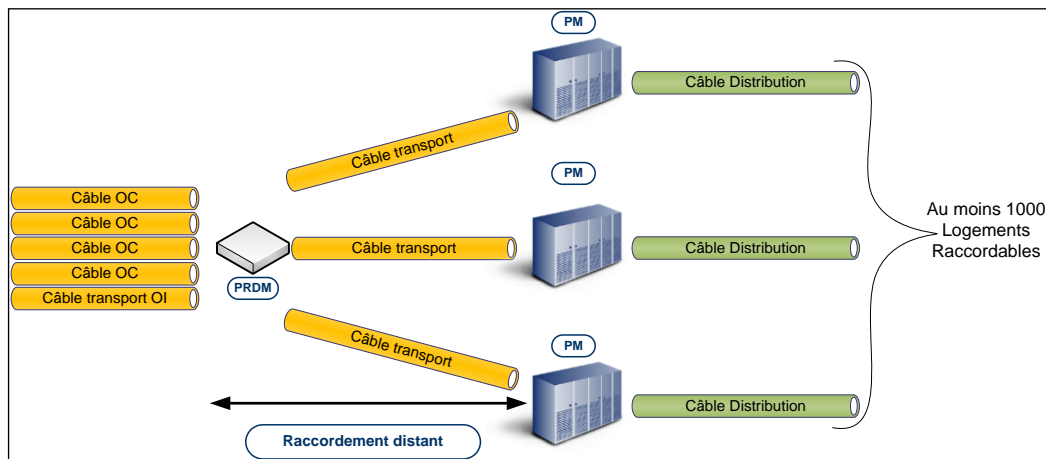 PM
Câble Distribution
Câble transport
Câble OC
Câble OC
Câble OC
Câble OC
Câble transport OI
PRDM
Câble transport
PM
Câble Distribution
Au moins 1000
Logements
Raccordables
Câble transport
PM
Câble Distribution
Raccordement distant